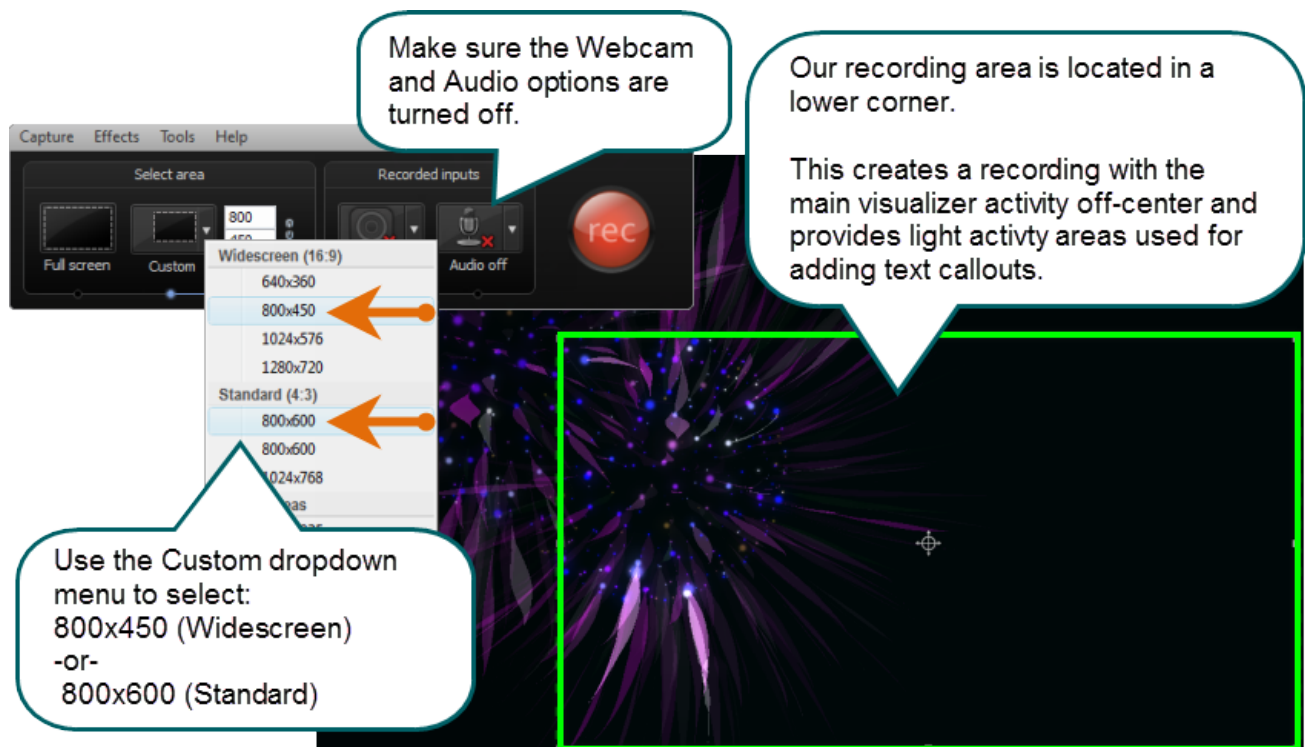 Make sure the Webcam
and Audio options are
turned off.
Our recording area is located in a
lower corner.
This creates a recording with the
main visualizer activity off-center and
provides light activty areas used for
adding text callouts.
Capture Effects Tools Help
Select area
Recorded inputs
800
450
Full screen
Custom
Audio off
rec
Widescreen (16:9)
640x360
800x450
1024x576
1280x720
Standard (4:3)
800x600
800x600
1024x768
Use the Custom dropdown
menu to select:
800x450 (Widescreen)
-or-
800x600 (Standard)